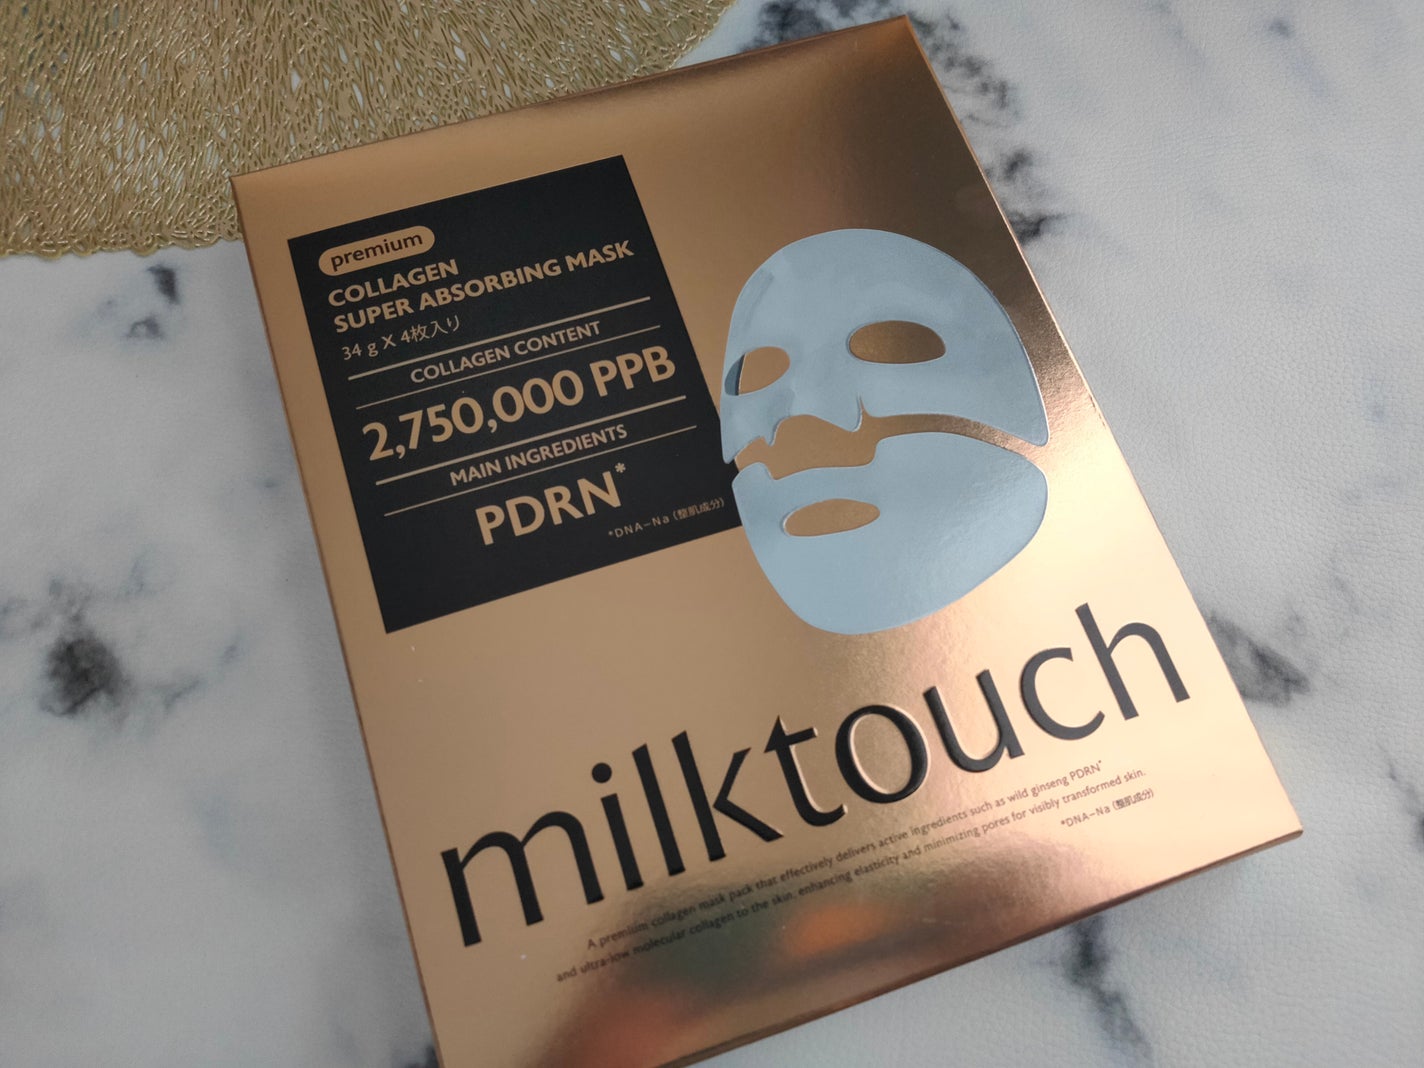 premium
COLLAGEN
SUPER ABSORBING MASK
34 g X 4枚入り
COLLAGEN CONTENT
2,750,000 PPB
MAIN INGREDIENTS
PDRN*
*DNA-Na (整肌成分)
milktouch
A premium collagen mask pack that effectively delivers active ingredients such as wild ginseng PDRN*
and ultra-low molecular collagen to the skin, enhancing elasticity and minimizing pores for visibly transformed skin.
*DNA-Na (整肌成分)